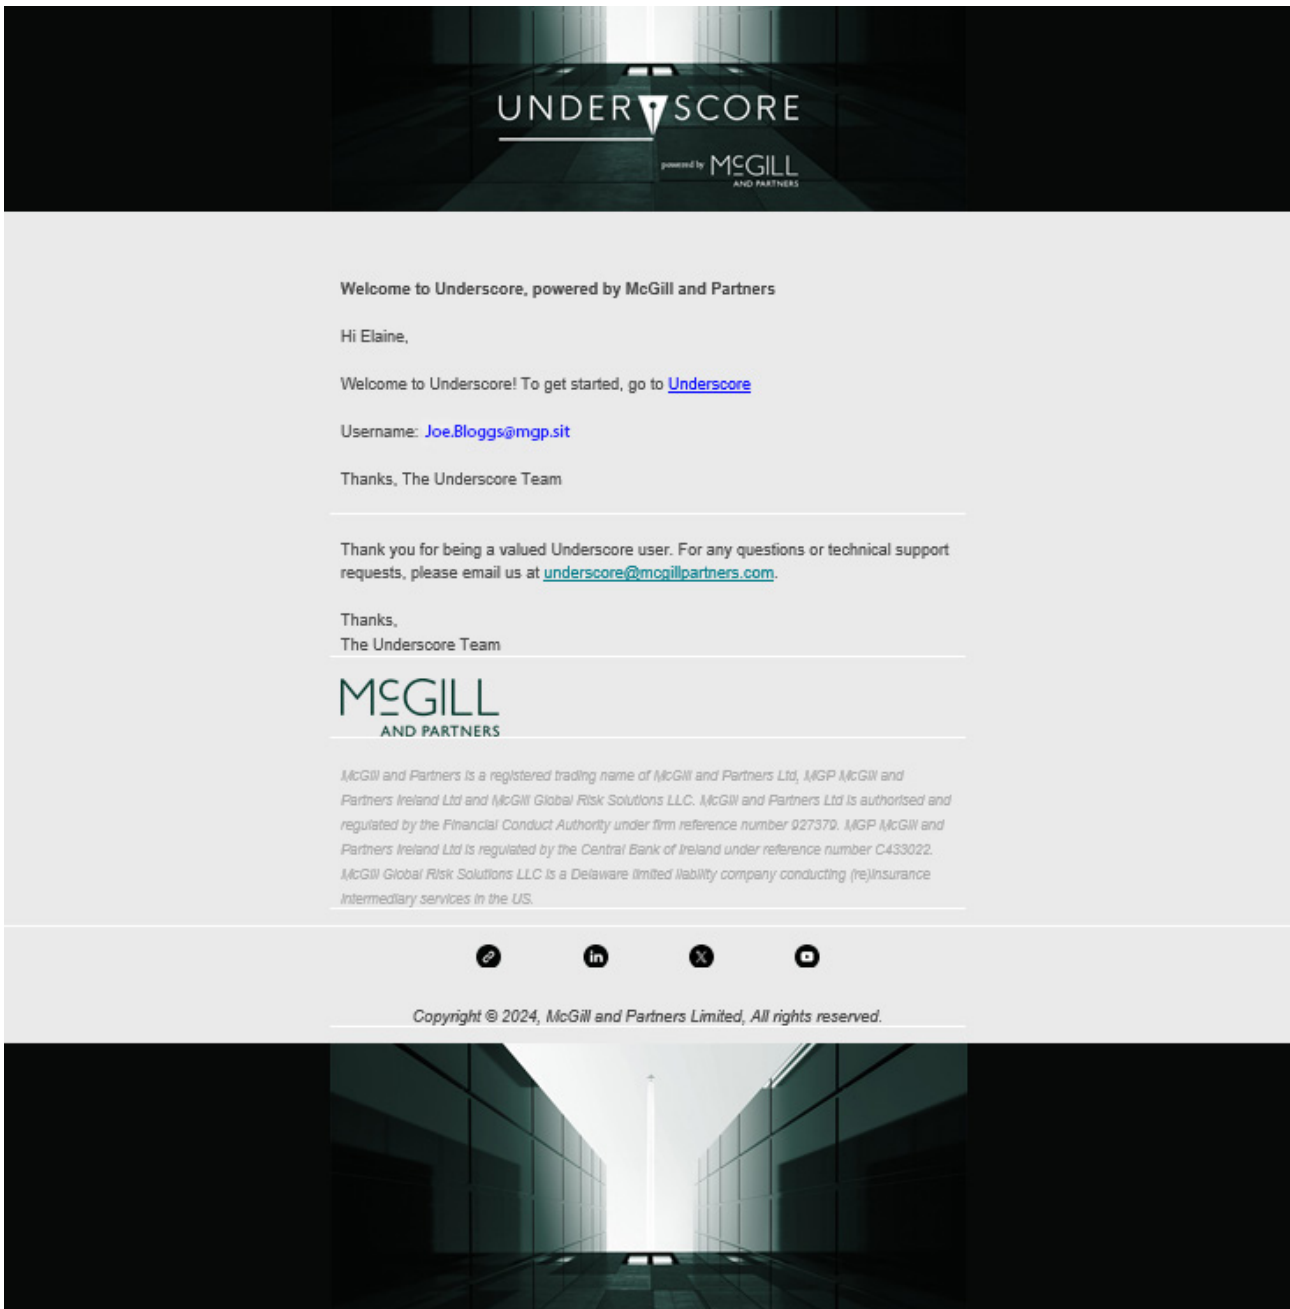 UNDERSCORE
powered by McGILL
AND PARTNERS
Welcome to Underscore, powered by McGill and Partners
Hi Elaine,
Welcome to Underscore! To get started, go to Underscore
Username: Joe.Bloggs@mgp.sit
Thanks, The Underscore Team
Thank you for being a valued Underscore user. For any questions or technical support
requests, please email us at underscore@mcgillpartners.com.
Thanks,
The Underscore Team
McGILL
AND PARTNERS
McGill and Partners is a registered trading name of McGill and Partners Ltd, MGP McGill and
Partners Ireland Ltd and McGill Global Risk Solutions LLC. McGill and Partners Ltd is authorised and
regulated by the Financial Conduct Authority under firm reference number 927379. MGP McGill and
Partners Ireland Ltd is regulated by the Central Bank of Ireland under reference number C433022.
McGill Global Risk Solutions LLC is a Delaware limited liability company conducting (re)insurance
intermediary services in the US.
in X
Copyright © 2024, McGill and Partners Limited, All rights reserved.